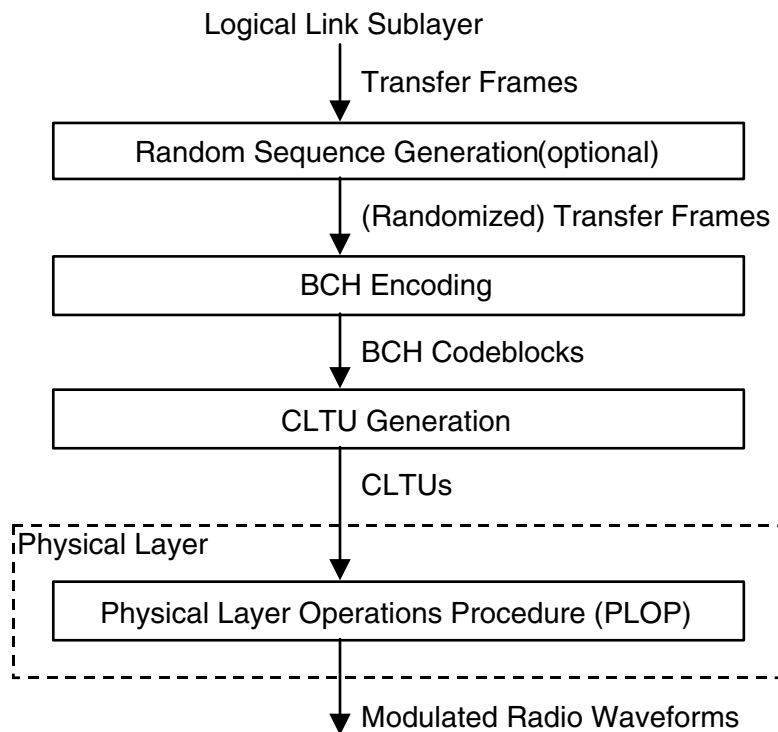 Logical Link Sublayer
Transfer Frames
Random Sequence Generation(optional)
(Randomized) Transfer Frames
BCH Encoding
BCH Codeblocks
CLTU Generation
CLTUs
Physical Layer
Physical Layer Operations Procedure (PLOP)
Modulated Radio Waveforms